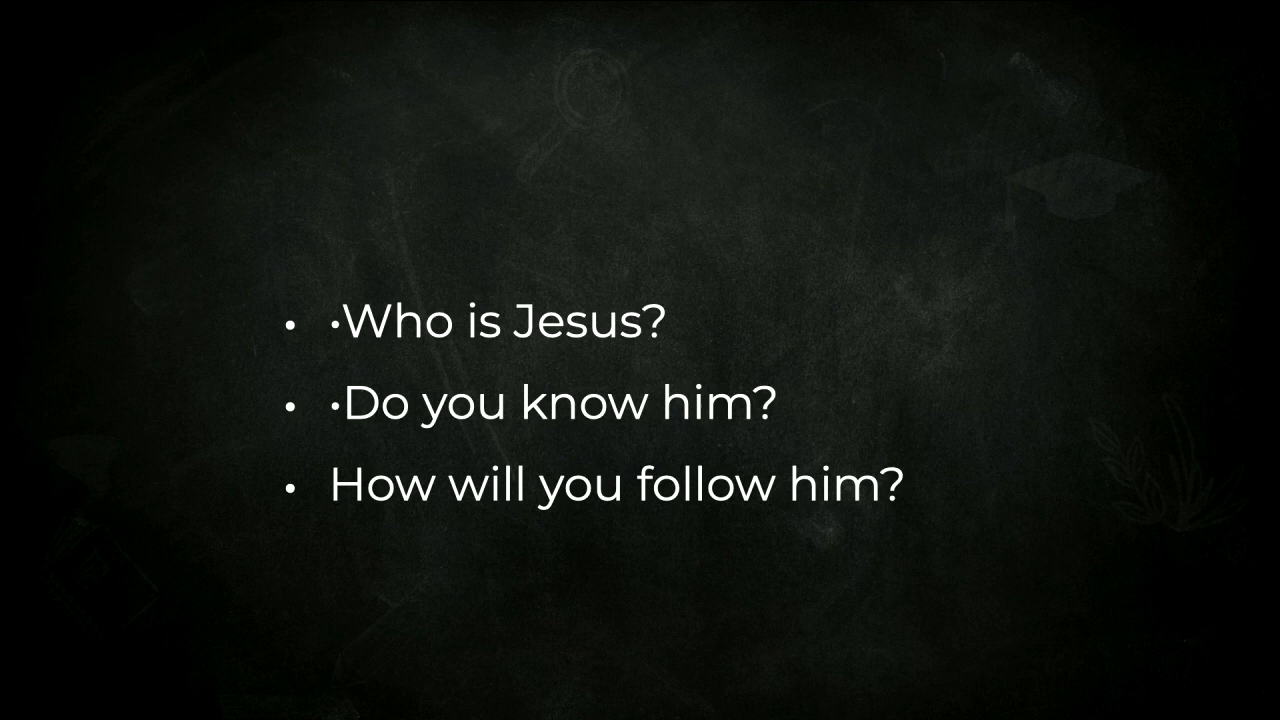 • •Who is Jesus?
• •Do you know him?
• How will you follow him?